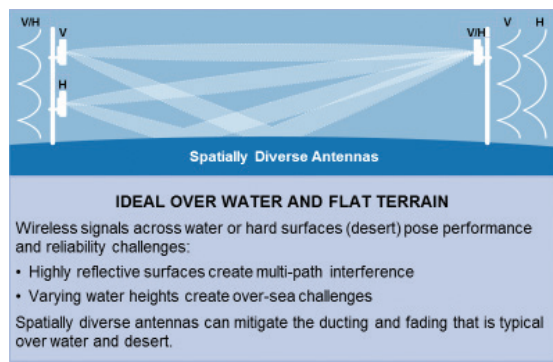 V/H V V/H V H
H
Spatially Diverse Antennas
IDEAL OVER WATER AND FLAT TERRAIN
Wireless signals across water or hard surfaces (desert) pose performance
and reliability challenges:
• Highly reflective surfaces create multi-path interference
• Varying water heights create over-sea challenges
Spatially diverse antennas can mitigate the ducting and fading that is typical
over water and desert.